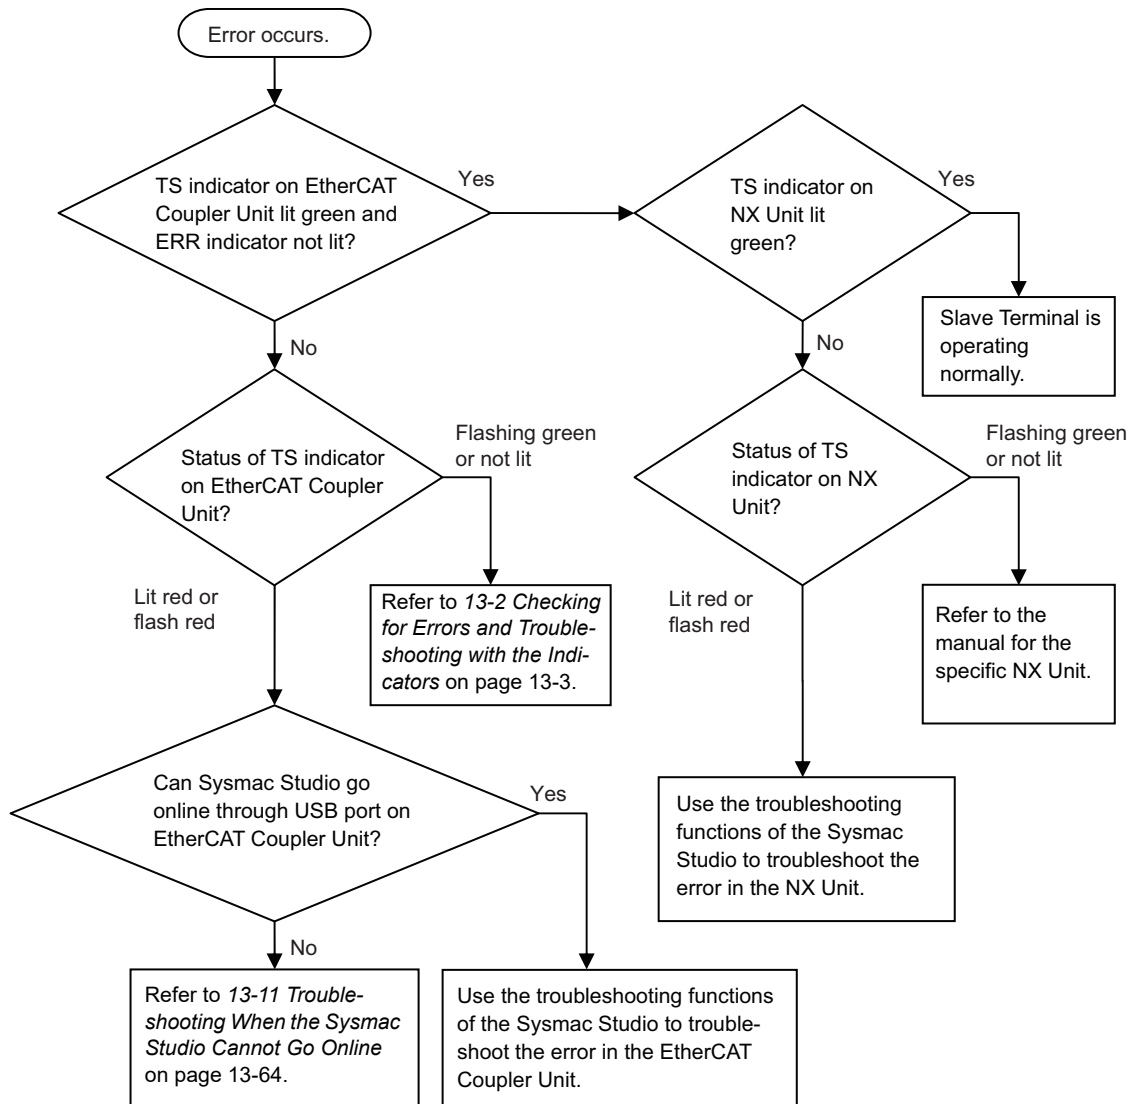 Error occurs.
TS indicator on EtherCAT
Coupler Unit lit green and
ERR indicator not lit?
Yes
TS indicator on
NX Unit lit
green?
Yes
Slave Terminal is
operating
normally.
No
No
Status of TS indicator
on EtherCAT Coupler
Unit?
Flashing green
or not lit
Status of TS
indicator on NX
Unit?
Flashing green
or not lit
Lit red or
flash red
Refer to 13-2 Checking
for Errors and Trouble-
shooting with the Indi-
cators on page 13-3.
Lit red or
flash red
Refer to the
manual for the
specific NX Unit.
Can Sysmac Studio go
online through USB port on
EtherCAT Coupler Unit?
Yes
Use the troubleshooting
functions of the Sysmac
Studio to troubleshoot the
error in the NX Unit.
No
Refer to 13-11 Trouble-
shooting When the Sysmac
Studio Cannot Go Online
on page 13-64.
Use the troubleshooting functions
of the Sysmac Studio to trouble-
shoot the error in the EtherCAT
Coupler Unit.